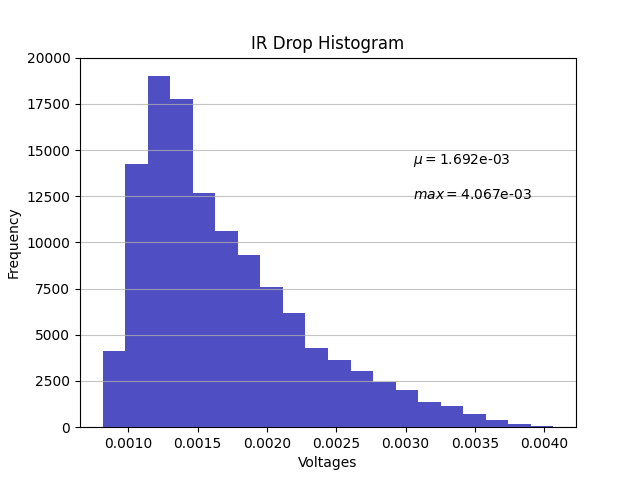 IR Drop Histogram
20000
17500
15000
12500
10000
7500
5000
2500
0
Frequency
μ = 1.692e-03
max = 4.067e-03
0.0010 0.0015 0.0020 0.0025 0.0030 0.0035 0.0040
Voltages